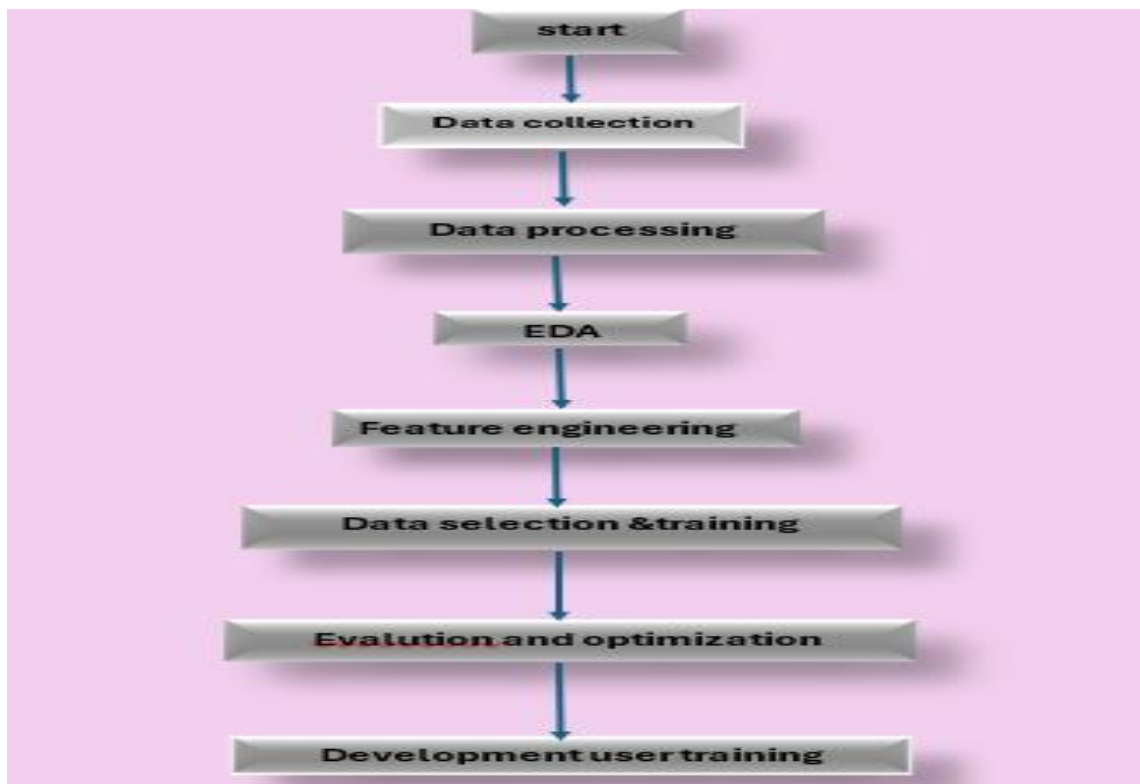 start
Data collection
Data processing
EDA
Feature engineering
Data selection &training
Evalution and optimization
Development user training